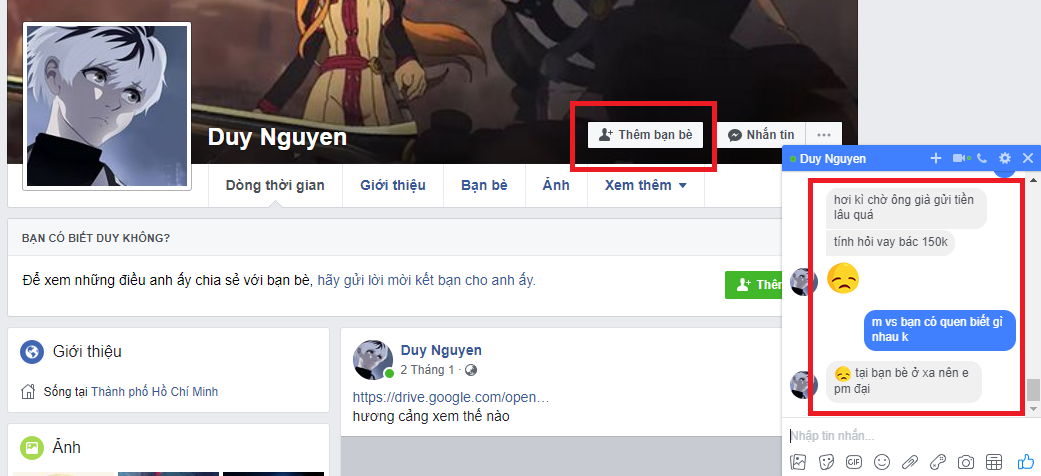 Duy Nguyen
Thêm bạn bè
Nhắn tin
Dòng thời gian
Giới thiệu
Bạn bè
Ảnh
Xem thêm
BẠN CÓ BIẾT DUY KHÔNG?
Để xem những điều anh ấy chia sẻ với bạn bè, hãy gửi lời mời kết bạn cho anh ấy.
Giới thiệu
Sống tại Thành phố Hồ Chí Minh
Ảnh
Duy Nguyen
2 Tháng 1 ·
https://drive.google.com/open…
hương cảng xem thế nào
Duy Nguyen
hơi kì chờ ông già gửi tiền
lâu quá
tính hỏi vay bác 150k
m vs bạn có quen biết gì
nhau k
tại bạn bè ở xa nên e
pm đại
Nhập tin nhắn...
GIF